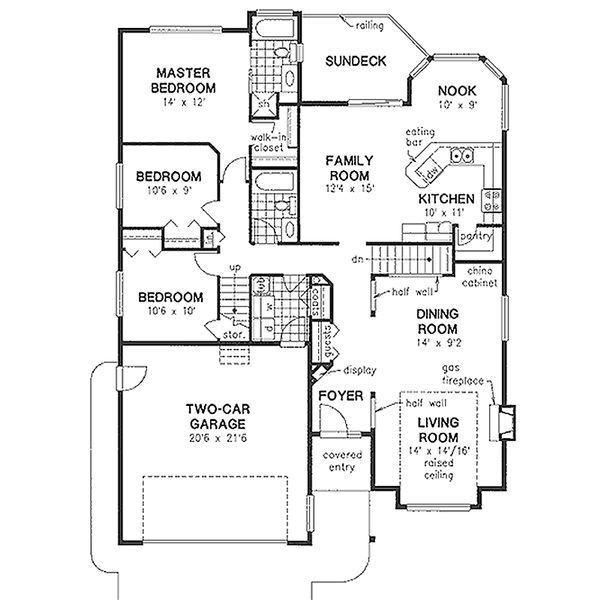 railing
SUNDECK
MASTER
BEDROOM
14' x 12'
NOOK
10' x 9'
sh
walk-in
closet
eating
bar
FAMILY
ROOM
12'4 x 15'
dw
BEDROOM
10'6 x 9'
KITCHEN
10' x 11'
pantry
dn
up
china
cabinet
half wall
BEDROOM
10'6 x 10'
w
d
coats
stor.
guests
DINING
ROOM
14' x 9'2
display
gas
fireplace
TWO-CAR
GARAGE
20'6 x 21'6
FOYER
half wall
LIVING
ROOM
14' x 14'/16'
raised
ceiling
covered
entry